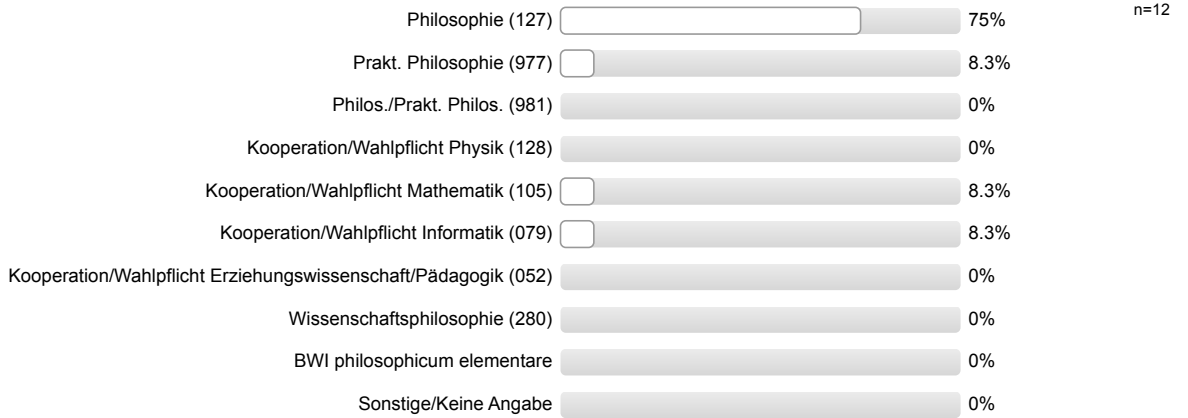 Philosophie (127) 75% n=12
Prakt. Philosophie (977) 8.3%
Philos./Prakt. Philos. (981) 0%
Kooperation/Wahlpflicht Physik (128) 0%
Kooperation/Wahlpflicht Mathematik (105) 8.3%
Kooperation/Wahlpflicht Informatik (079) 8.3%
Kooperation/Wahlpflicht Erziehungswissenschaft/Pädagogik (052) 0%
Wissenschaftsphilosophie (280) 0%
BWI philosophicum elementare 0%
Sonstige/Keine Angabe 0%